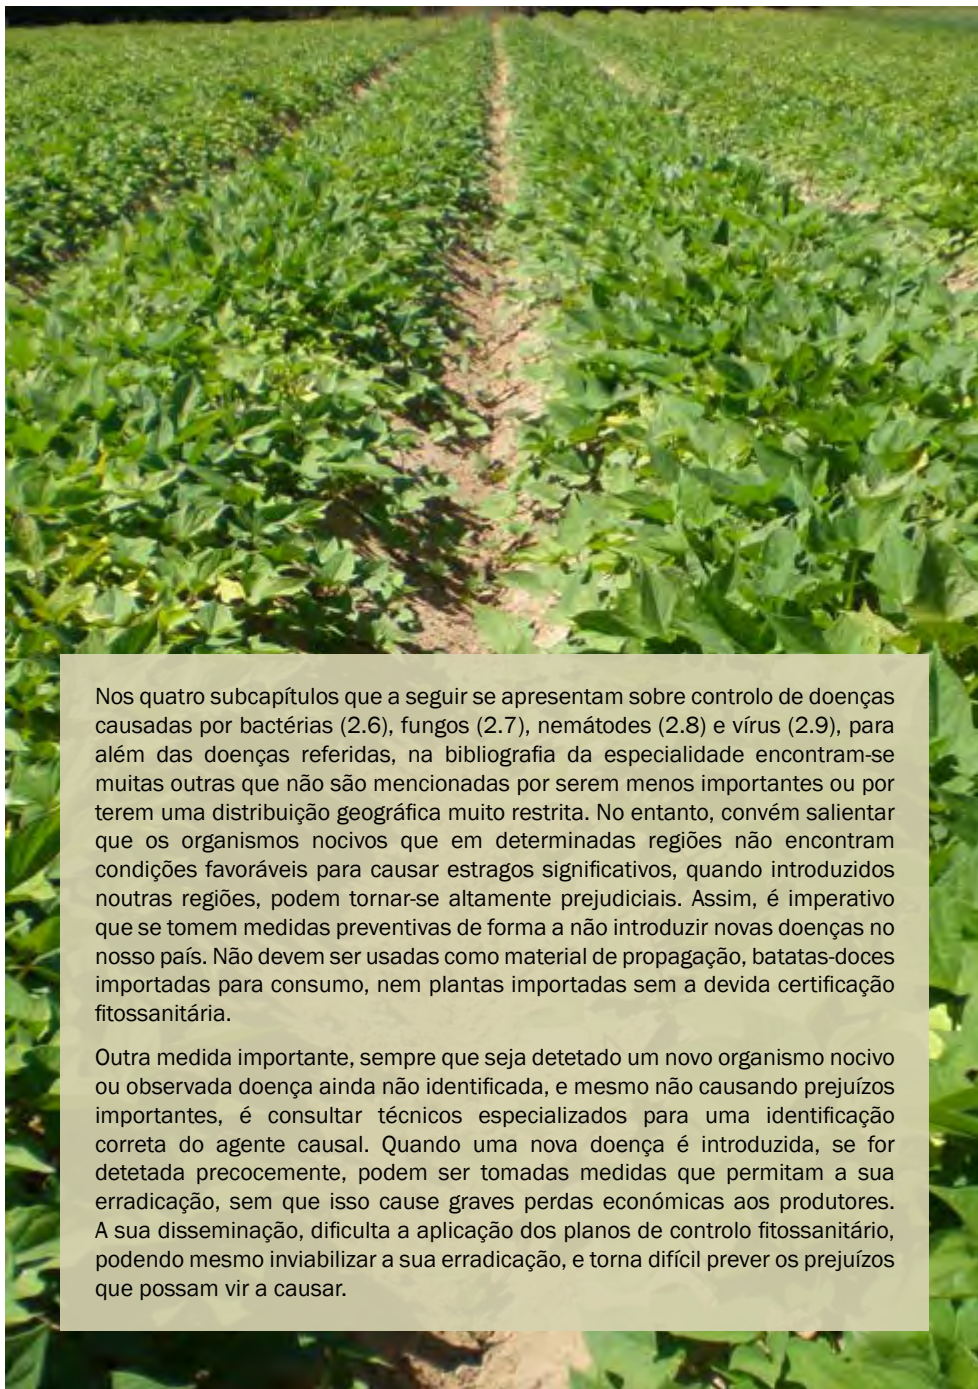 Nos quatro subcapítulos que a seguir se apresentam sobre controlo de doenças
causadas por bactérias (2.6), fungos (2.7), nemátodes (2.8) e vírus (2.9), para
além das doenças referidas, na bibliografia da especialidade encontram-se
muitas outras que não são mencionadas por serem menos importantes ou por
terem uma distribuição geográfica muito restrita. No entanto, convém salientar
que os organismos nocivos que em determinadas regiões não encontram
condições favoráveis para causar estragos significativos, quando introduzidos
noutras regiões, podem tornar-se altamente prejudiciais. Assim, é imperativo
que se tomem medidas preventivas de forma a não introduzir novas doenças no
nosso país. Não devem ser usadas como material de propagação, batatas-doces
importadas para consumo, nem plantas importadas sem a devida certificação
fitossanitária.
Outra medida importante, sempre que seja detetado um novo organismo nocivo
ou observada doença ainda não identificada, e mesmo não causando prejuízos
importantes, é consultar técnicos especializados para uma identificação
correta do agente causal. Quando uma nova doença é introduzida, se for
detetada precocemente, podem ser tomadas medidas que permitam a sua
erradicação, sem que isso cause graves perdas económicas aos produtores.
A sua disseminação, dificulta a aplicação dos planos de controlo fitossanitário,
podendo mesmo inviabilizar a sua erradicação, e torna difícil prever os prejuízos
que possam vir a causar.